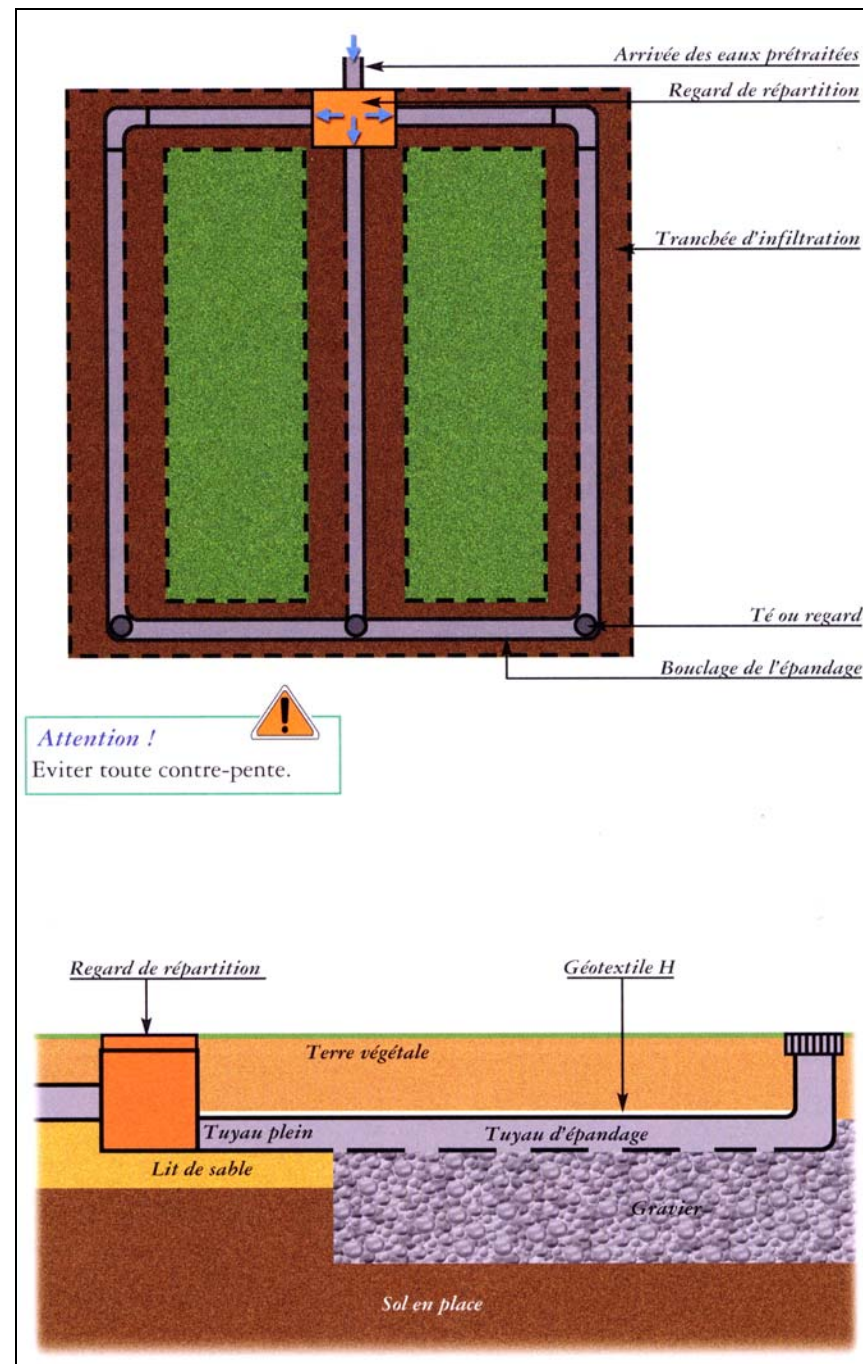 Arrivée des eaux prétraitées
Regard de répartition
Tranchée d'infiltration
Té ou regard
Bouclage de l'épandage
Attention !
Eviter toute contre-pente.
Regard de répartition
Géotextile H
Terre végétale
Tuyau plein
Tuyau d'épandage
Lit de sable
Gravier
Sol en place